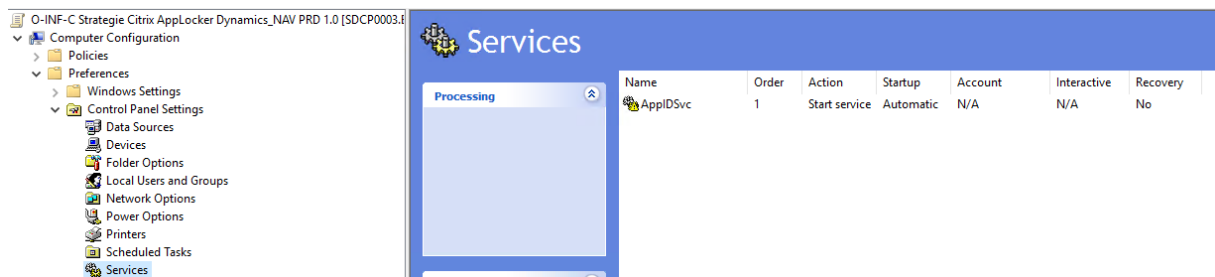 O-INF-C Strategie Citrix AppLocker Dynamics_NAV PRD 1.0 [SDCP0003.
Computer Configuration
Policies
Preferences
Windows Settings
Control Panel Settings
Data Sources
Devices
Folder Options
Local Users and Groups
Network Options
Power Options
Printers
Scheduled Tasks
Services
Services
Processing
Name Order Action Startup Account Interactive Recovery
AppIDSvc 1 Start service Automatic N/A N/A No